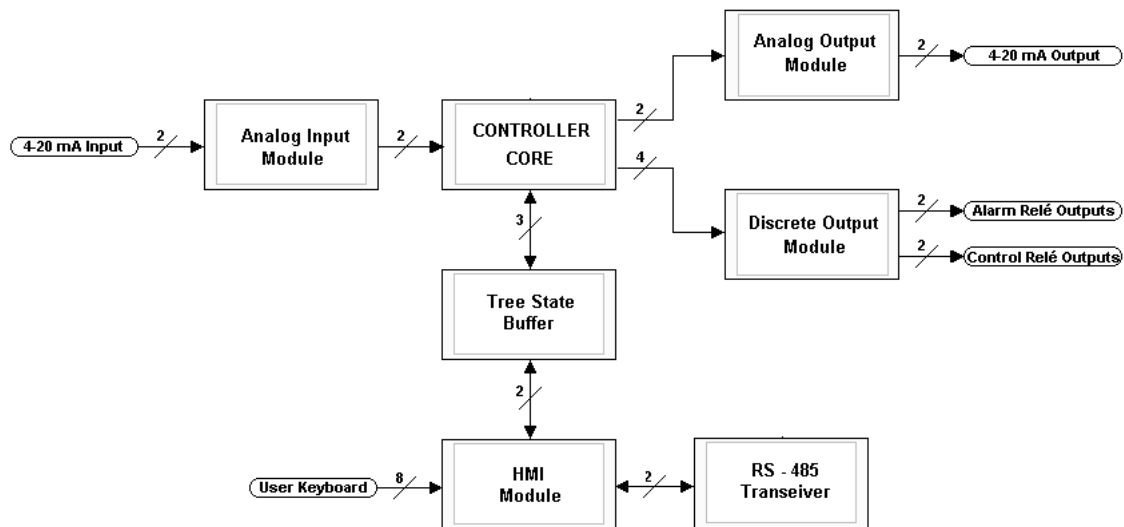 Analog Output
Module
2
4-20 mA Output
4-20 mA Input
2
Analog Input
Module
2
CONTROLLER
CORE
2
4
Discrete Output
Module
2
Alarm Relé Outputs
2
Control Relé Outputs
3
Tree State
Buffer
2
User Keyboard
8
HMI
Module
2
RS - 485
Transeiver